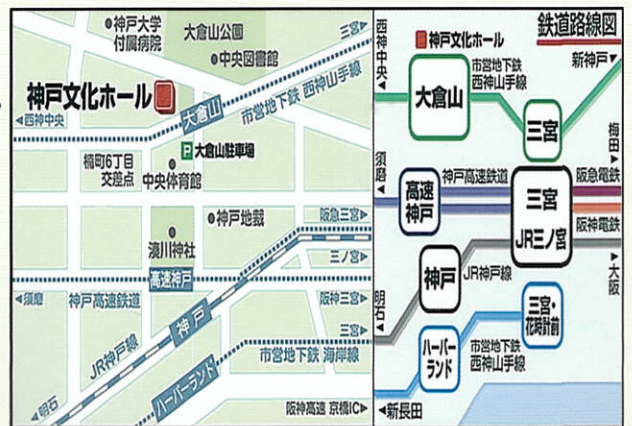 神戸大学
付属病院
大倉山公園
中央図書館
三宮▶
神戸文化ホール
大倉山
市営地下鉄 西神山手線
◀西神中央
P 大倉山駐車場
楠町6丁目
交差点
中央体育館
神戸地裁
湊川神社
阪急三宮▶
三ノ宮▶
高速神戸
◀須磨
神戸高速鉄道
阪神三宮▶
神戸
三宮▶
JR神戸線
市営地下鉄 海岸線
ハーバーランド
◀明石
阪神高速 京橋IC▶
鉄道路線図
西神中央▼
神戸文化ホール
新神戸▼
市営地下鉄
西神山手線
大倉山
三宮
須磨▼
梅田▶
神戸高速鉄道
阪急電鉄
高速
神戸
三宮
JR三ノ宮
阪神電鉄
神戸
JR神戸線
大阪
明石▼
三宮・
花時計前
ハーバー
ランド
市営地下鉄
西神山手線
◀新長田